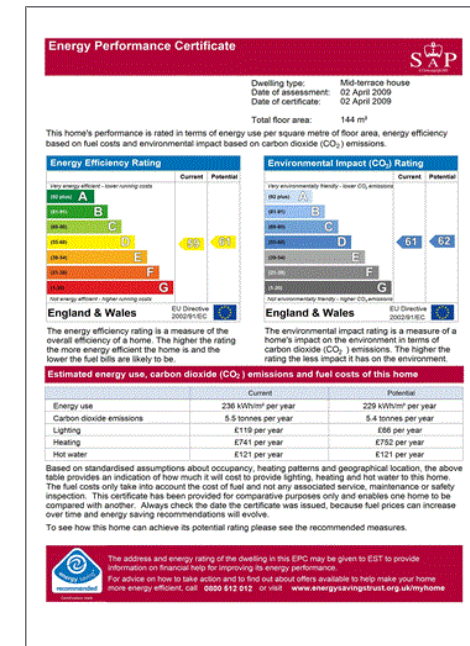 Energy Performance Certificate
SAP
Dwelling type: Mid-terrace house
Date of assessment: 02 April 2009
Date of certificate: 02 April 2009
Total floor area: 144 m²
This home's performance is rated in terms of energy use per square metre of floor area, energy efficiency
based on fuel costs and environmental impact based on carbon dioxide (CO₂) emissions.
Energy Efficiency Rating
Current Potential
Very energy efficient - lower running costs
(92 plus) A
(81-91) B
(69-80) C
(55-68) D
(39-54) E
(21-38) F
(1-20) G
59 61
Not energy efficient - higher running costs
England & Wales
EU Directive
2002/91/EC
The energy efficiency rating is a measure of the
overall efficiency of a home. The higher the rating
the more energy efficient the home is and the
lower the fuel bills are likely to be.
Environmental Impact (CO₂) Rating
Current Potential
Very environmentally friendly - lower CO₂ emissions
(92 plus) A
(81-91) B
(69-80) C
(55-68) D
(39-54) E
(21-38) F
(1-20) G
61 62
Not environmentally friendly - higher CO₂ emissions
England & Wales
EU Directive
2002/91/EC
The environmental impact rating is a measure of a
home's impact on the environment in terms of
carbon dioxide (CO₂ ) emissions. The higher the
rating the less impact it has on the environment.
Estimated energy use, carbon dioxide (CO₂ ) emissions and fuel costs of this home
Current Potential
Energy use 236 kWh/m² per year 229 kWh/m² per year
Carbon dioxide emissions 5.5 tonnes per year 5.4 tonnes per year
Lighting £119 per year £66 per year
Heating £741 per year £752 per year
Hot water £121 per year £121 per year
Based on standardised assumptions about occupancy, heating patterns and geographical location, the above
table provides an indication of how much it will cost to provide lighting, heating and hot water to this home.
The fuel costs only take into account the cost of fuel and not any associated service, maintenance or safety
inspection. This certificate has been provided for comparative purposes only and enables one home to be
compared with another. Always check the date the certificate was issued, because fuel prices can increase
over time and energy saving recommendations will evolve.
To see how this home can achieve its potential rating please see the recommended measures.
energy saving
recommended
The address and energy rating of the dwelling in this EPC may be given to EST to provide
information on financial help for improving its energy performance.
For advice on how to take action and to find out about offers available to help make your home
more energy efficient, call 0800 512 012 or visit www.energysavingstrust.org.uk/myhome